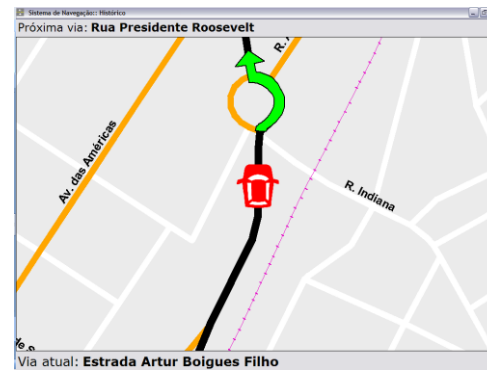 Sistema de Navegação:: Histórico
Próxima via: Rua Presidente Roosevelt
R.
Av. das Américas
R. Indiana
de
Via atual: Estrada Artur Boigues Filho